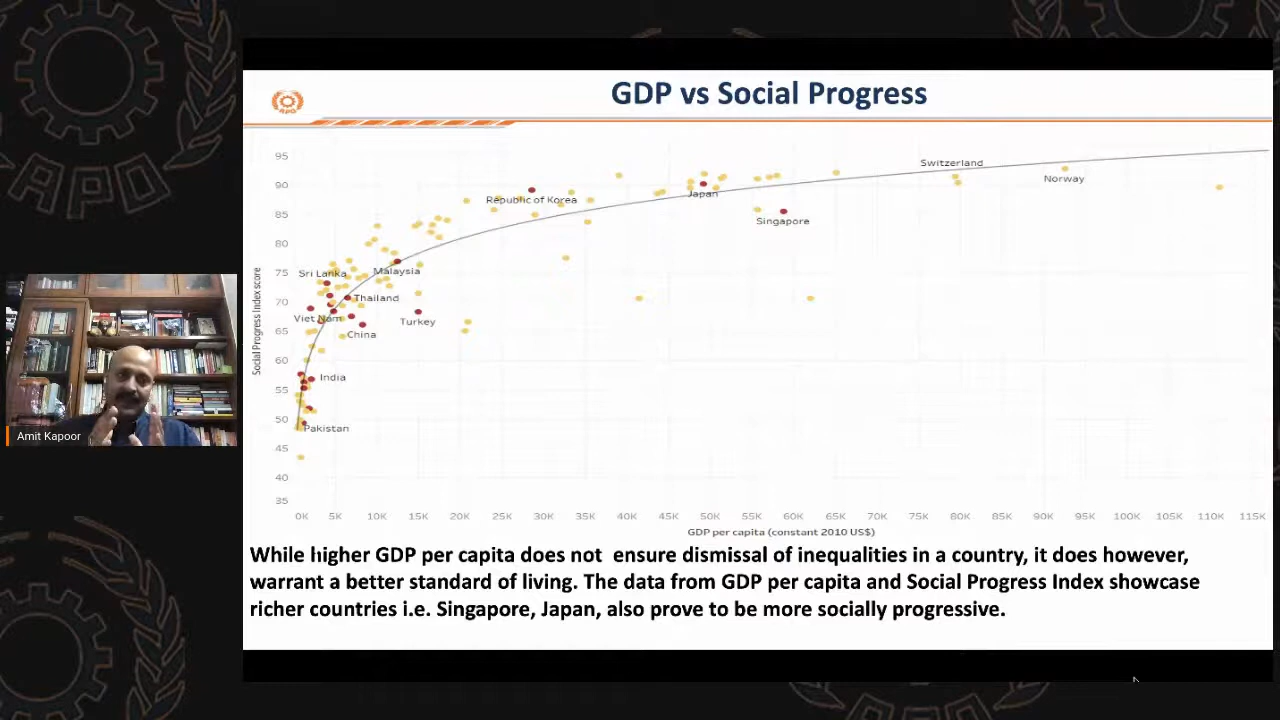 GDP vs Social Progress
APO
Social Progress Index score
95
90
85
80
75
70
65
60
55
50
45
40
35
Switzerland
Norway
Japan
Republic of Korea
Singapore
Sri Lanka
Malaysia
Thailand
Viet Nam
Turkey
China
India
Pakistan
0K 5K 10K 15K 20K 25K 30K 35K 40K 45K 50K 55K 60K 65K 70K 75K 80K 85K 90K 95K 100K 105K 110K 115K
GDP per capita (constant 2010 US$)
While higher GDP per capita does not ensure dismissal of inequalities in a country, it does however,
warrant a better standard of living. The data from GDP per capita and Social Progress Index showcase
richer countries i.e. Singapore, Japan, also prove to be more socially progressive.
Amit Kapoor
APO
APO